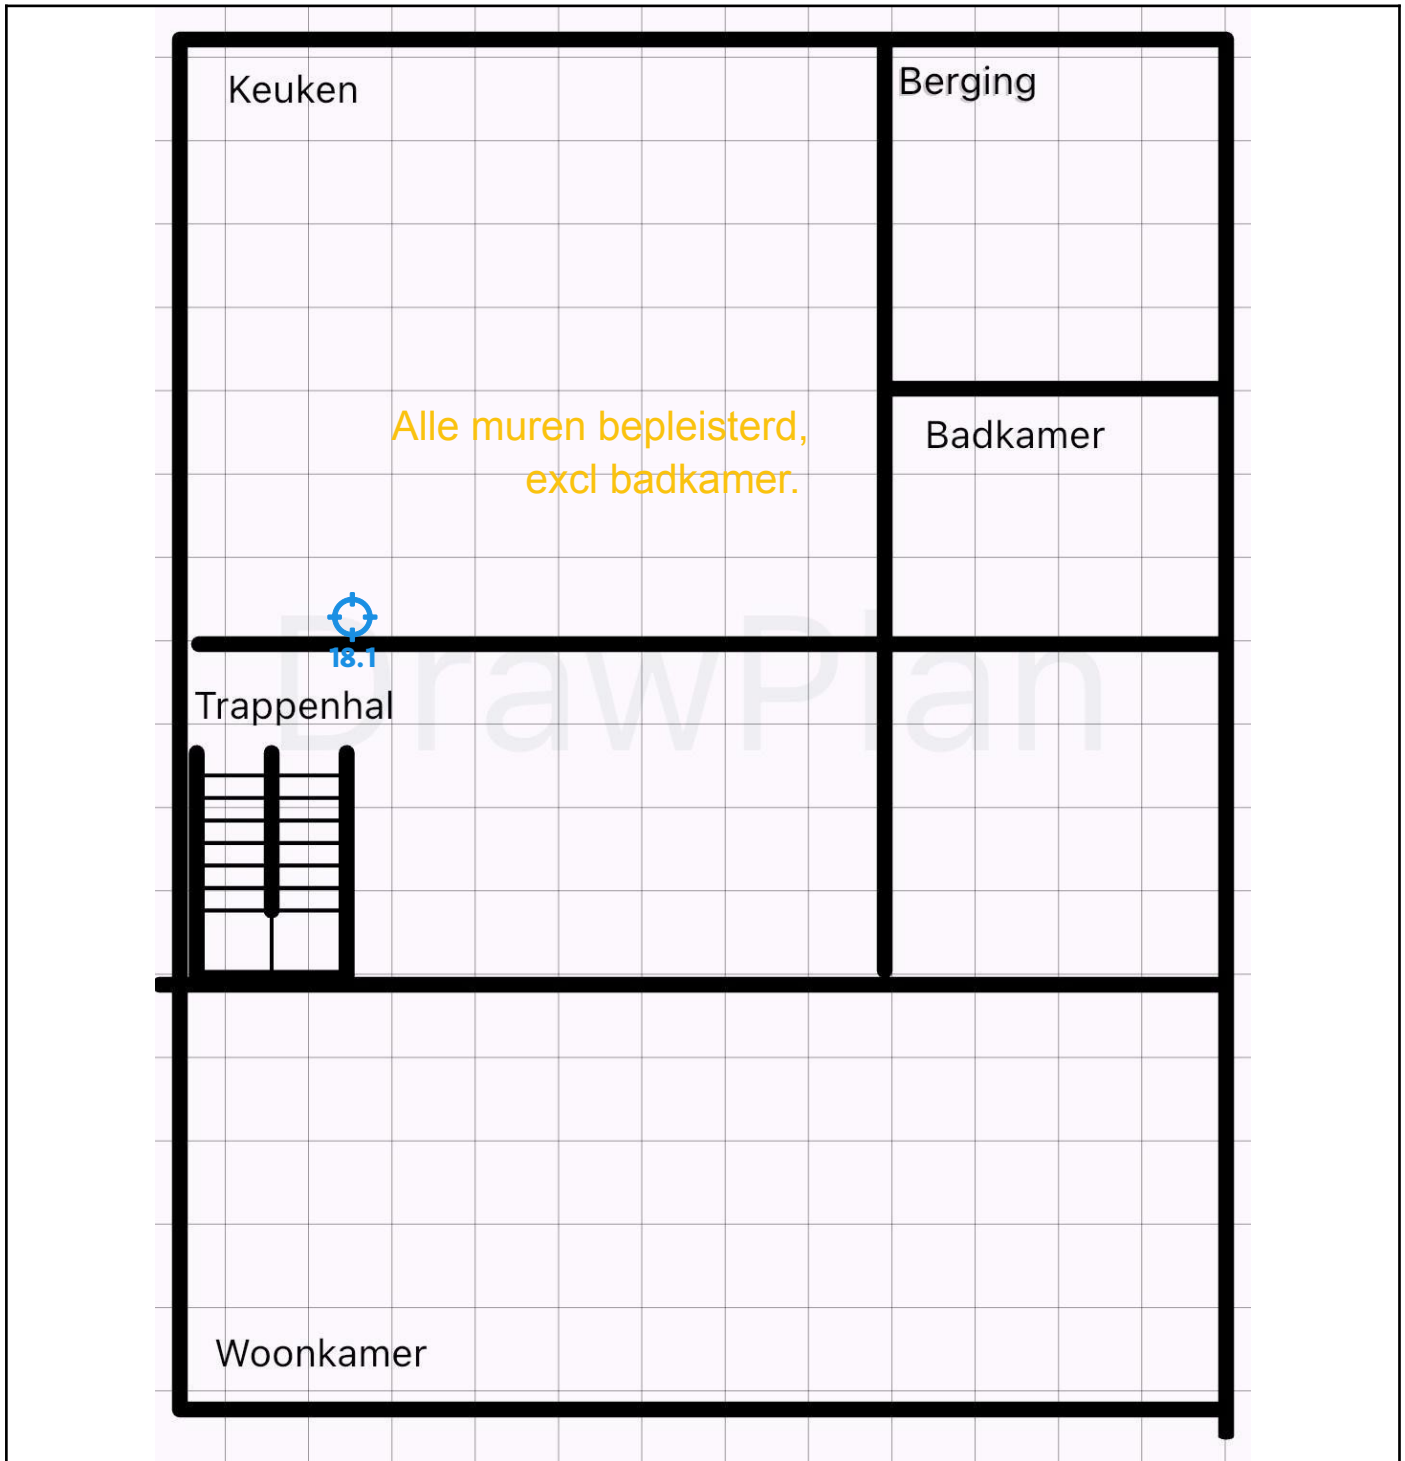 Keuken
Berging
Alle muren bepleisterd,
excl badkamer.
Badkamer
18.1
DrawPlan
Trappenhal
Woonkamer